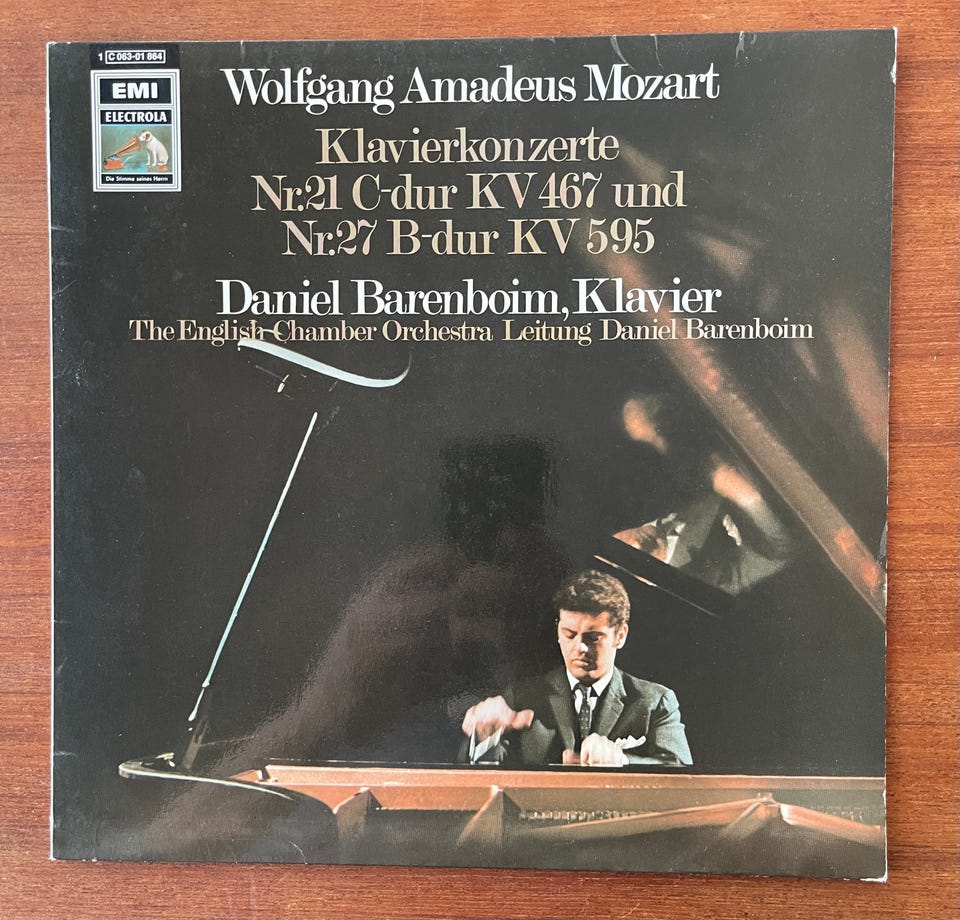 1 C 063-01 864
EMI
ELECTROLA
Die Stimme seines Herrn
Wolfgang Amadeus Mozart
Klavierkonzerte
Nr.21 C-dur KV 467 und
Nr.27 B-dur KV 595
Daniel Barenboim, Klavier
The English Chamber Orchestra Leitung Daniel Barenboim